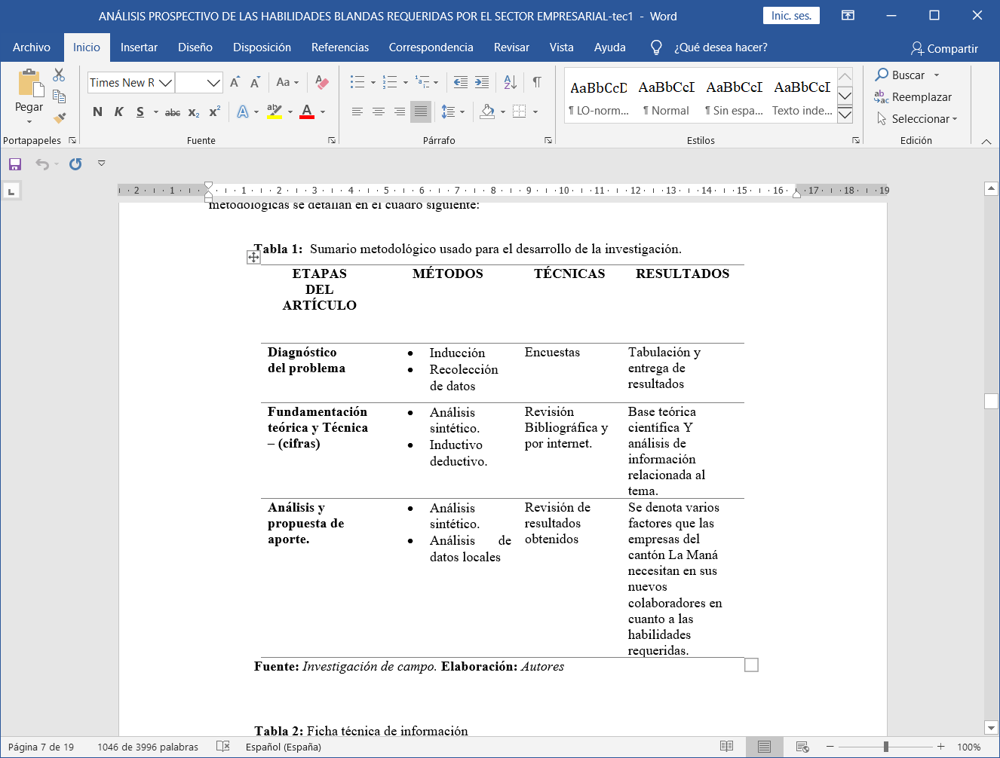 ANÁLISIS PROSPECTIVO DE LAS HABILIDADES BLANDAS REQUERIDAS POR EL SECTOR EMPRESARIAL-tec1 - Word
Inic. ses.
Archivo Inicio Insertar Diseño Disposición Referencias Correspondencia Revisar Vista Ayuda ¿Qué desea hacer? Compartir
Pegar
Portapapeles
Times New R
Aa
N K S abc x₂ x² A ab A
Fuente
Párrafo
AaBbCcD AaBbCcI AaBbCcI AaBbCcI
¶ LO-norm... ¶ Normal ¶ Sin espa... Texto inde...
Estilos
Buscar
Reemplazar
Seleccionar
Edición
2 1 1 2 3 4 5 6 7 8 9 10 11 12 13 14 15 16 17 18 19
metodológicas se detallan en el cuadro siguiente:
Tabla 1: Sumario metodológico usado para el desarrollo de la investigación.
ETAPAS
DEL
ARTÍCULO
MÉTODOS
TÉCNICAS
RESULTADOS
Diagnóstico
del problema
• Inducción
• Recolección
de datos
Encuestas
Tabulación y
entrega de
resultados
Fundamentación
teórica y Técnica
– (cifras)
• Análisis
sintético.
• Inductivo
deductivo.
Revisión
Bibliográfica y
por internet.
Base teórica
científica Y
análisis de
información
relacionada al
tema.
Análisis y
propuesta de
aporte.
• Análisis
sintético.
• Análisis de
datos locales
Revisión de
resultados
obtenidos
Se denota varios
factores que las
empresas del
cantón La Maná
necesitan en sus
nuevos
colaboradores en
cuanto a las
habilidades
requeridas.
Fuente: Investigación de campo. Elaboración: Autores
Tabla 2: Ficha técnica de información
Página 7 de 19 1046 de 3996 palabras Español (España) 100%